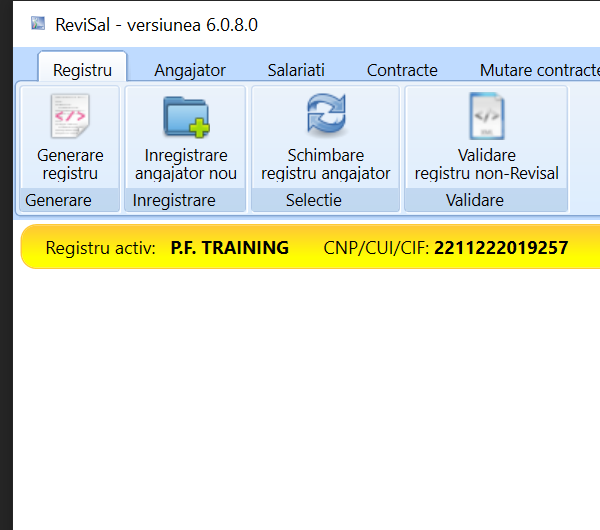 ReviSal - versiunea 6.0.8.0
Registru Angajator Salariati Contracte Mutare contracte
Generare
registru
Inregistrare
angajator nou
Schimbare
registru angajator
Validare
registru non-Revisal
Generare Inregistrare Selectie Validare
Registru activ: P.F. TRAINING CNP/CUI/CIF: 2211222019257